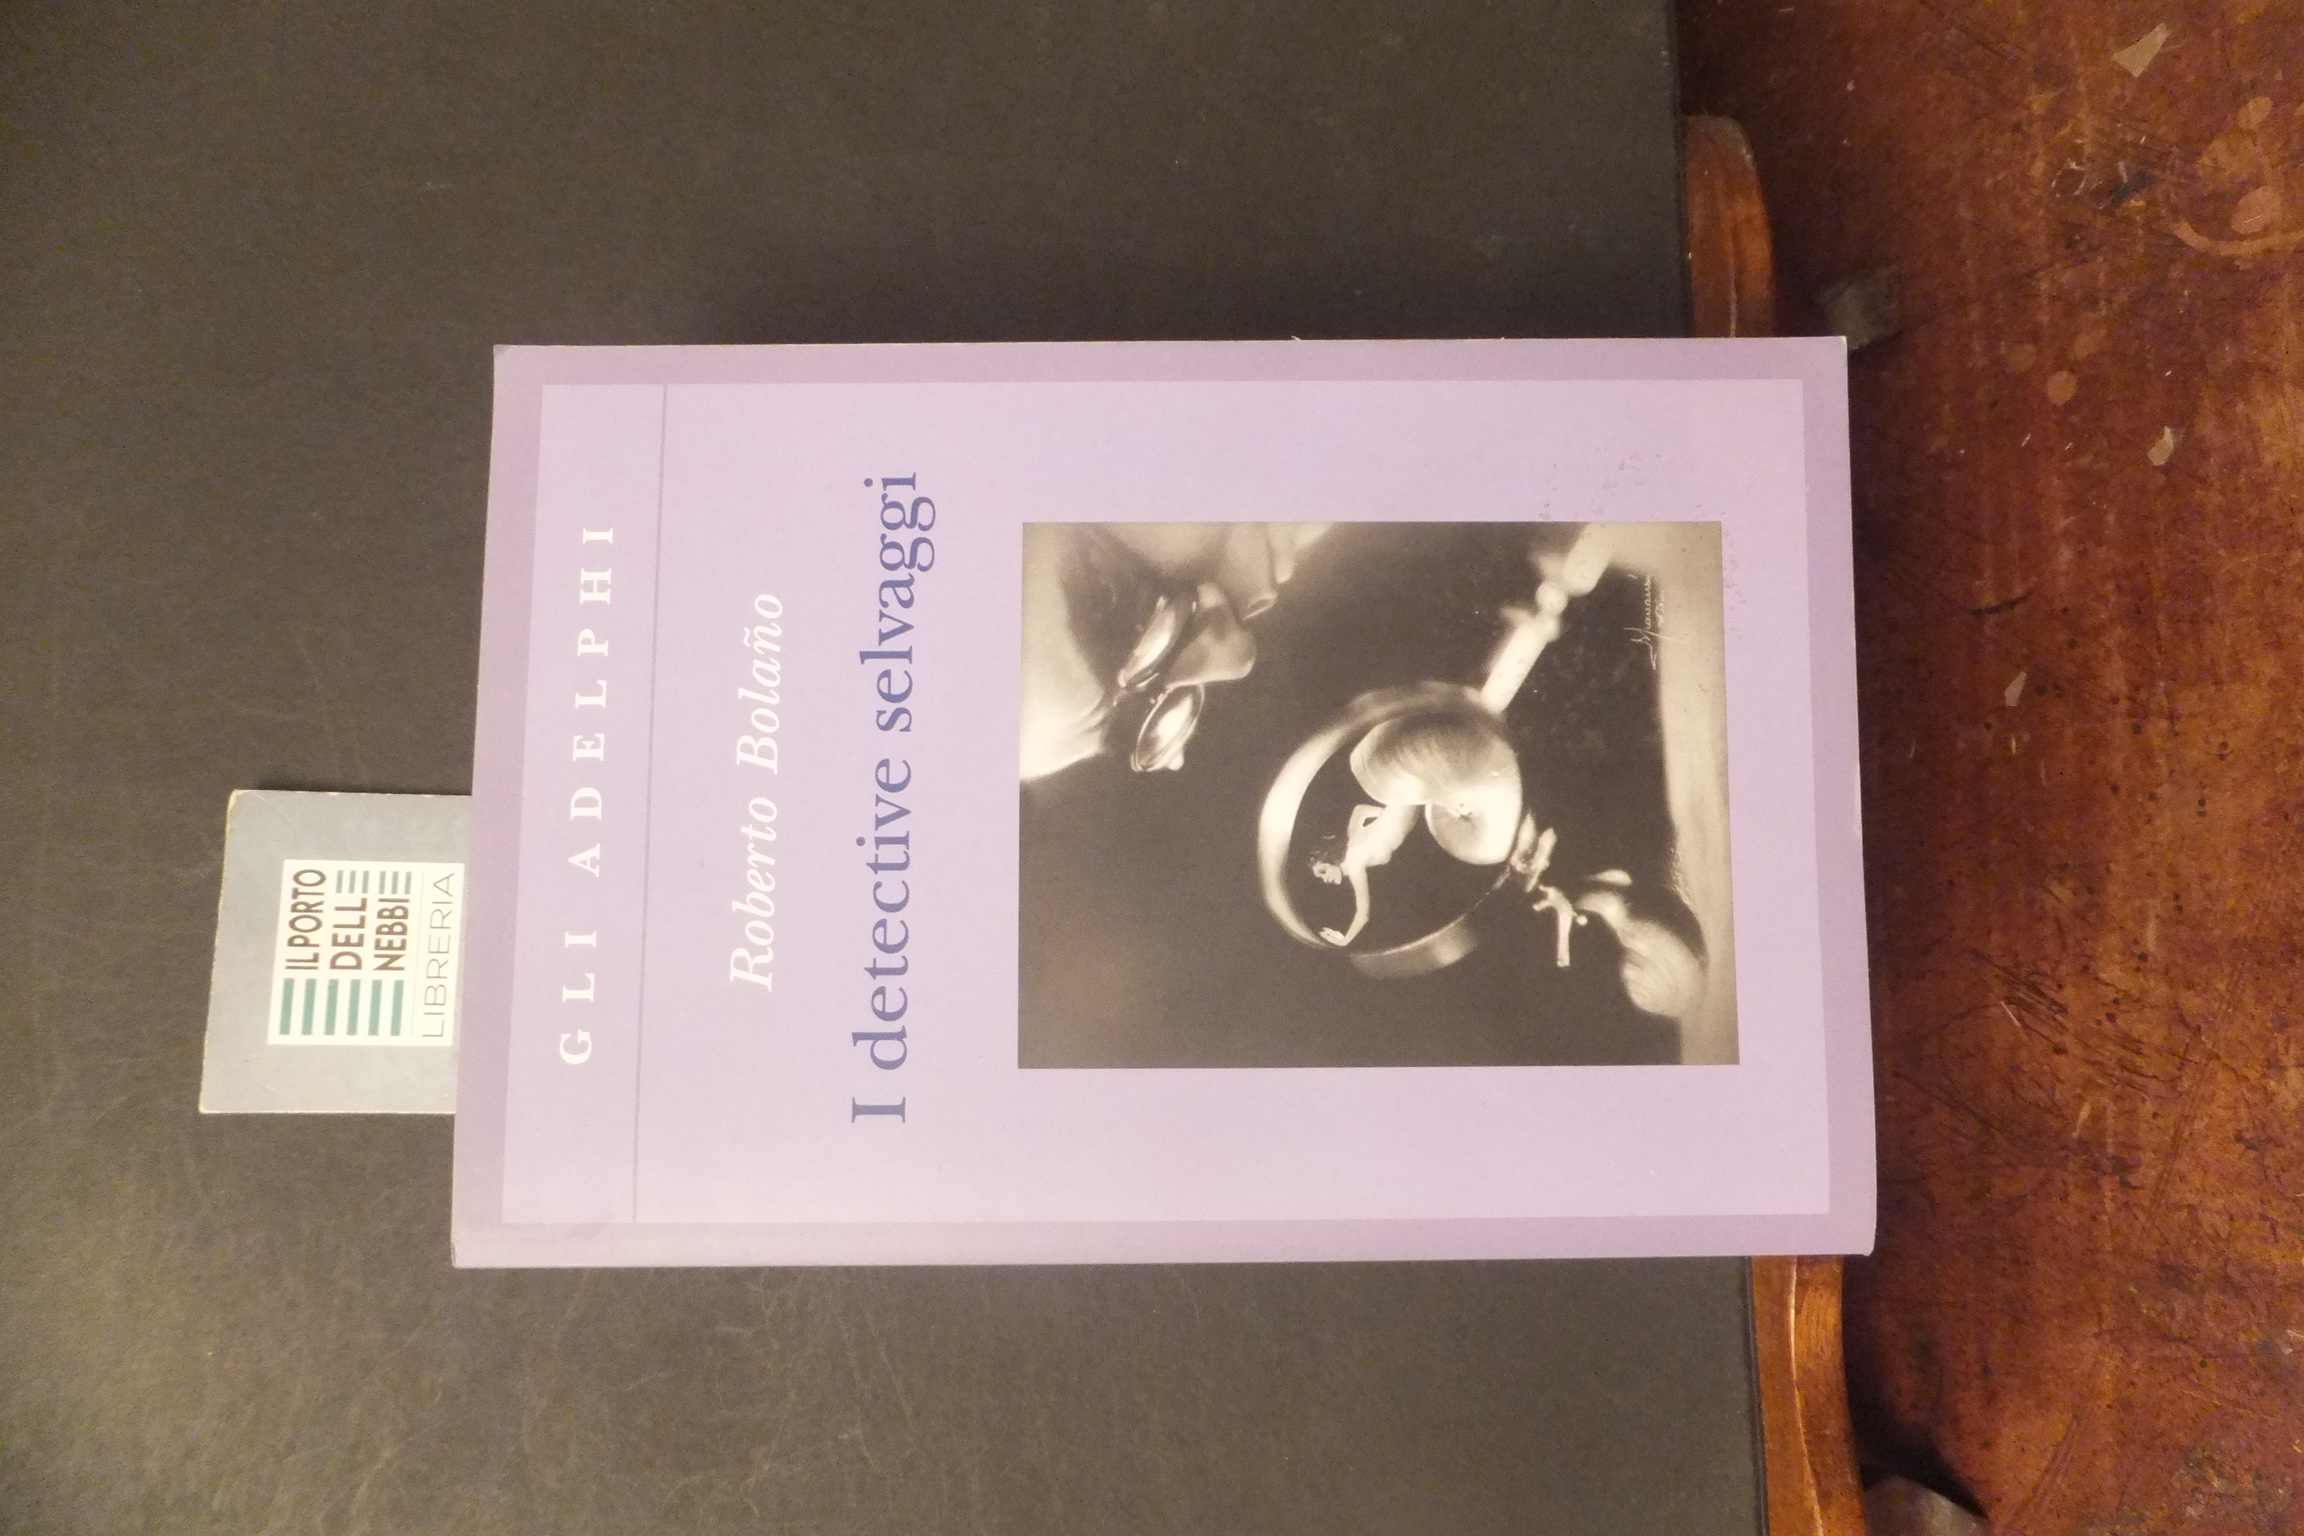 IL PORTO
DELLE
NEBBIE
LIBRERIA
GLI ADELPHI
Roberto Bolaño
I detective selvaggi